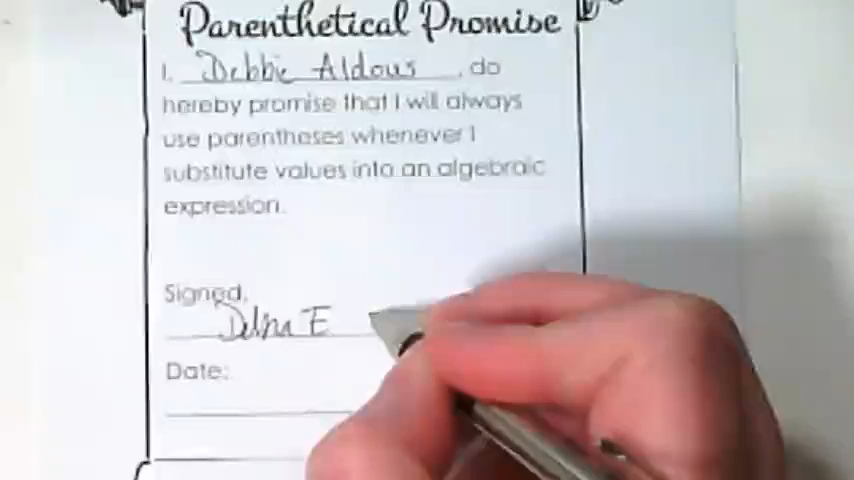 Parenthetical Promise
I, Debbie Aldous, do
hereby promise that I will always
use parentheses whenever I
substitute values into an algebraic
expression.
Signed,
E
Date: